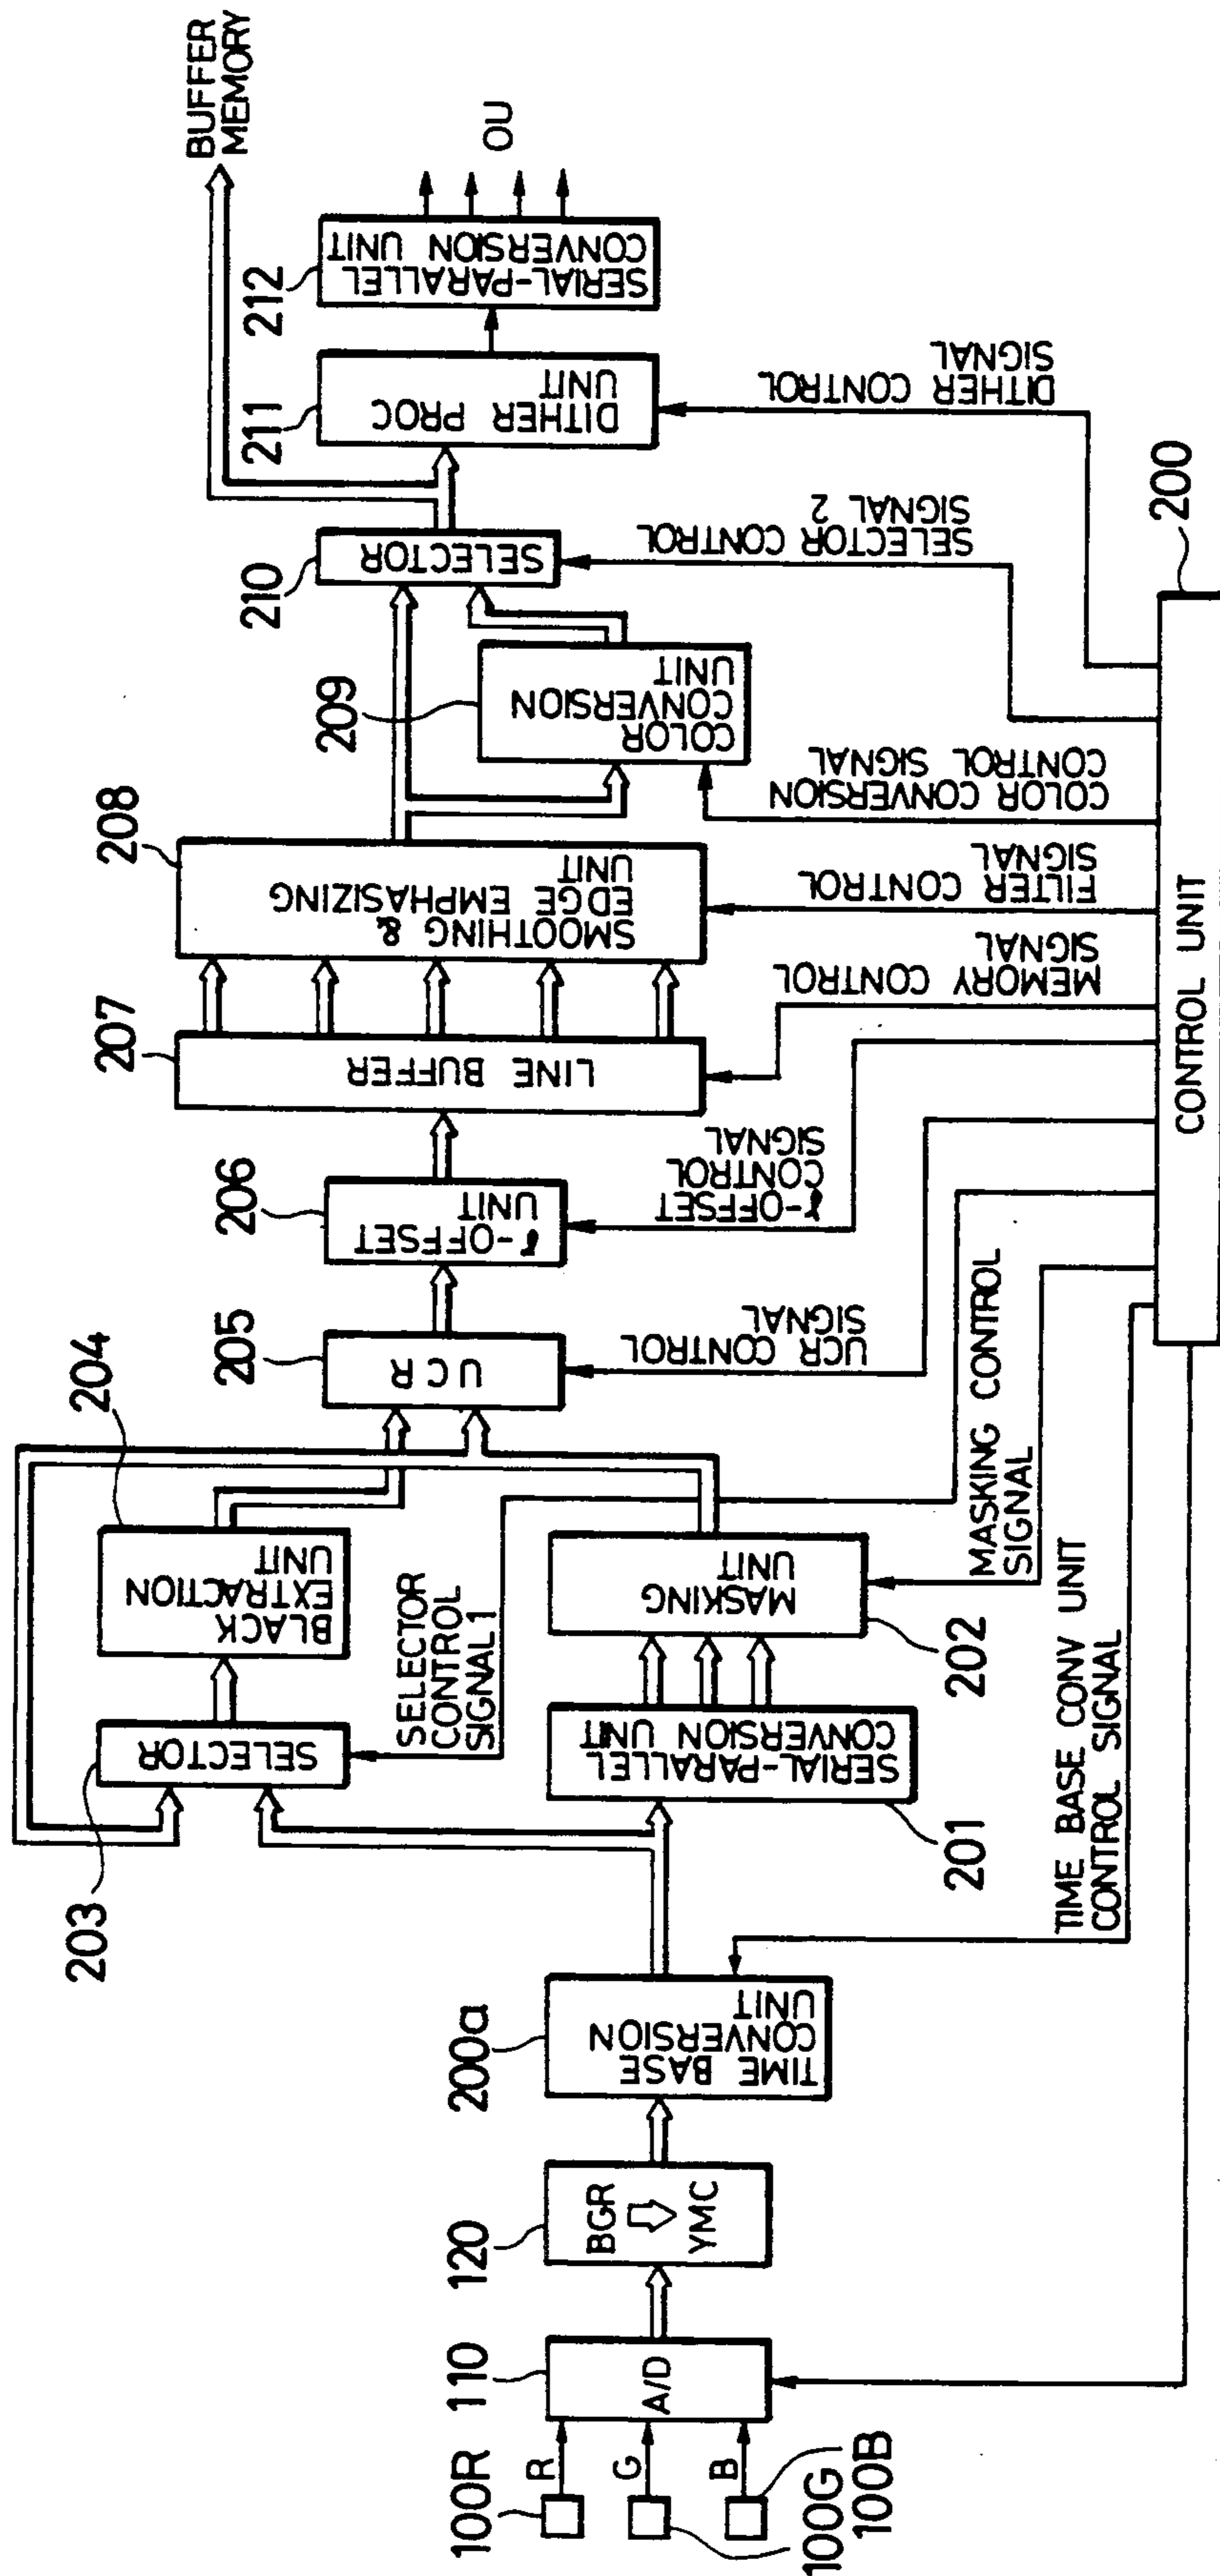 100R
100G
100B
R
G
B
110
A/D
120
BGR
YMC
200a
TIME BASE
CONVERSION
UNIT
TIME BASE CONV UNIT
CONTROL SIGNAL
201
SERIAL-PARALLEL
CONVERSION UNIT
202
MASKING
UNIT
MASKING CONTROL
SIGNAL
203
SELECTOR
SELECTOR
CONTROL
SIGNAL 1
204
BLACK
EXTRACTION
UNIT
205
UCR
UCR CONTROL
SIGNAL
206
γ-OFFSET
UNIT
γ-OFFSET
CONTROL
SIGNAL
207
LINE BUFFER
MEMORY CONTROL
SIGNAL
208
SMOOTHING &
EDGE EMPHASIZING
UNIT
FILTER CONTROL
SIGNAL
209
COLOR
CONVERSION
UNIT
COLOR CONVERSION
CONTROL SIGNAL
210
SELECTOR
SELECTOR CONTROL
SIGNAL 2
211
DITHER PROC
UNIT
DITHER CONTROL
SIGNAL
212
SERIAL-PARALLEL
CONVERSION UNIT
OU
BUFFER
MEMORY
200
CONTROL UNIT